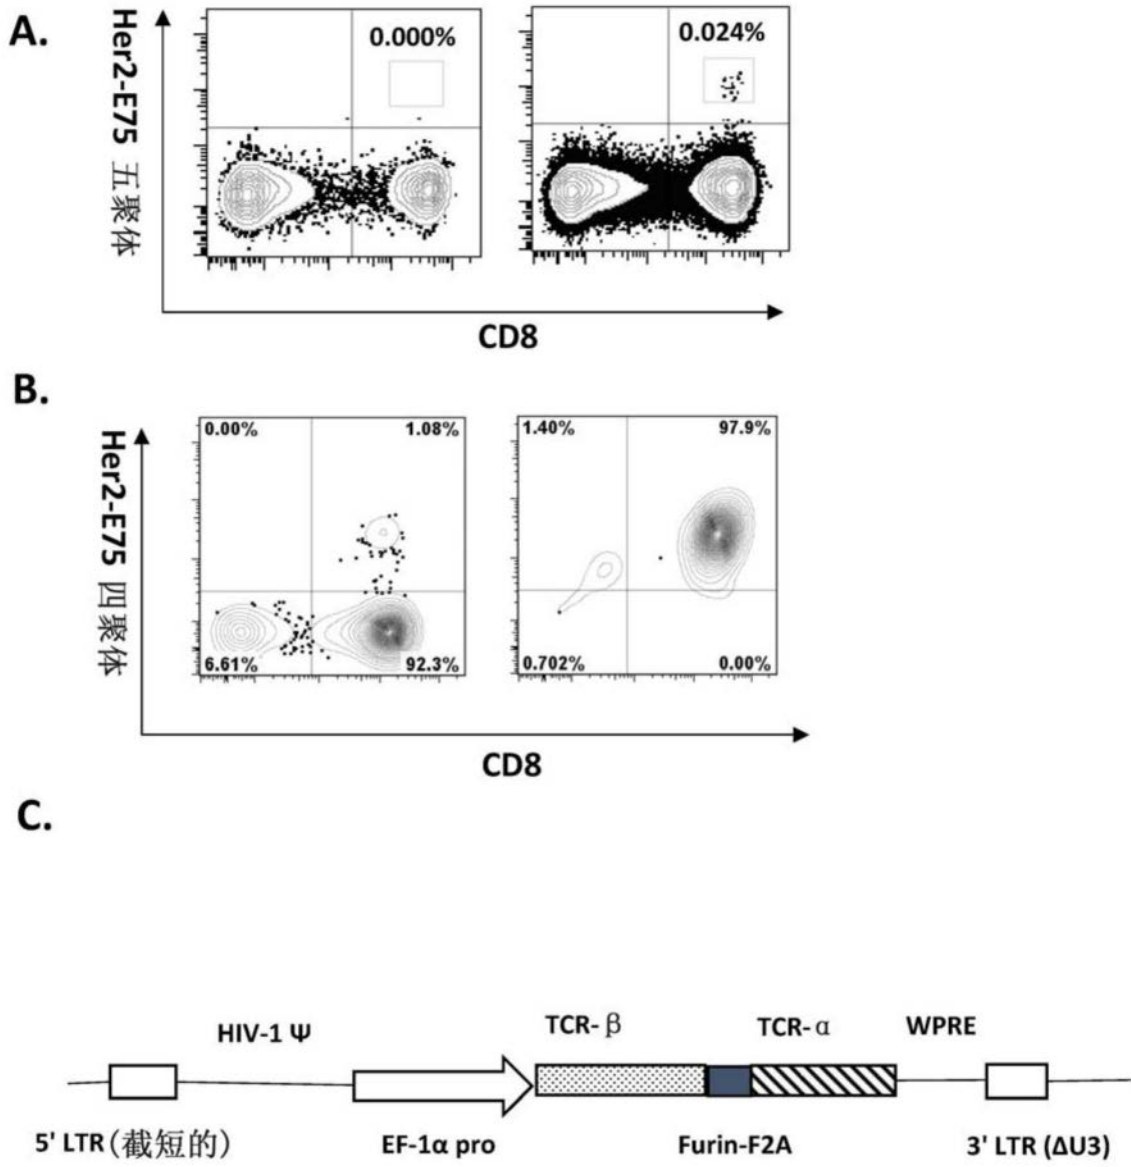 A.
Her2-E75 五聚体
0.000%
0.024%
CD8
B.
Her2-E75 四聚体
0.00%
1.08%
6.61%
92.3%
1.40%
97.9%
0.702%
0.00%
CD8
C.
HIV-1 Ψ
TCR-β
TCR-α
WPRE
5' LTR(截短的)
EF-1α pro
Furin-F2A
3' LTR (ΔU3)